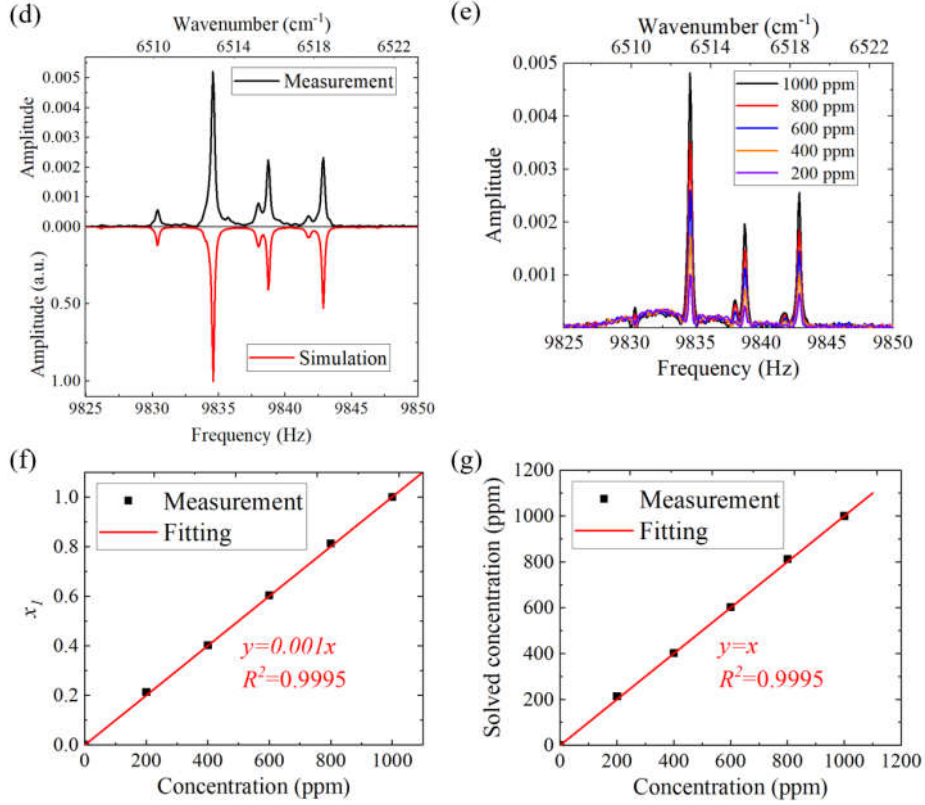 (d)
Wavenumber (cm⁻¹)
6510 6514 6518 6522
0.005
0.004
0.003
0.002
0.001
0.000
Amplitude
Measurement
0.50
1.00
Amplitude (a.u.)
Simulation
9825 9830 9835 9840 9845 9850
Frequency (Hz)
(e)
Wavenumber (cm⁻¹)
6510 6514 6518 6522
0.005
0.004
0.003
0.002
0.001
Amplitude
1000 ppm
800 ppm
600 ppm
400 ppm
200 ppm
9825 9830 9835 9840 9845 9850
Frequency (Hz)
(f)
1.0
0.8
0.6
0.4
0.2
0.0
x₁
Measurement
Fitting
y=0.001x
R²=0.9995
0 200 400 600 800 1000
Concentration (ppm)
(g)
1200
1000
800
600
400
200
0
Solved concentration (ppm)
Measurement
Fitting
y=x
R²=0.9995
0 200 400 600 800 1000 1200
Concentration (ppm)